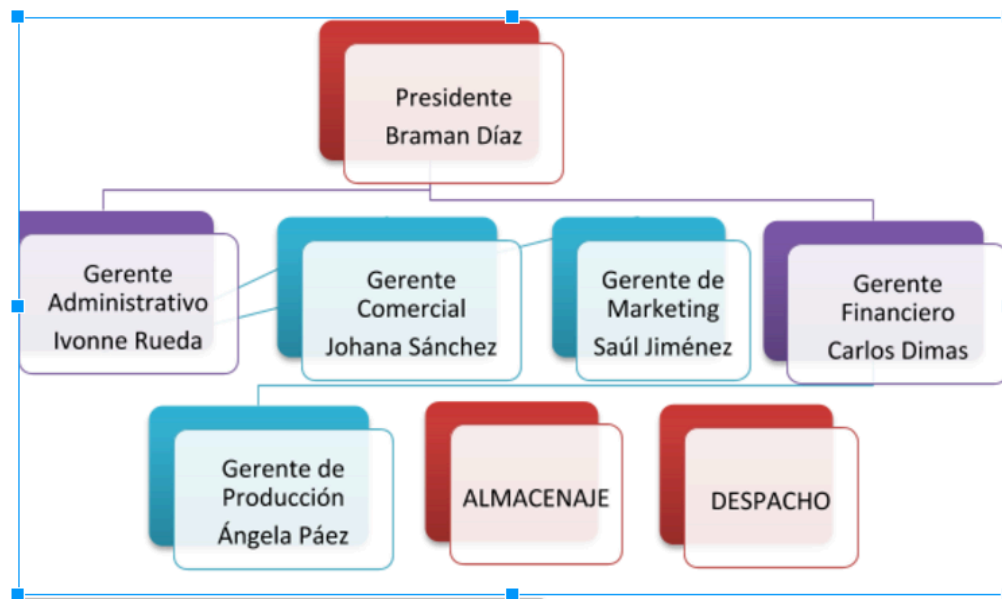 Presidente
Braman Díaz
Gerente
Administrativo
Ivonne Rueda
Gerente
Comercial
Johana Sánchez
Gerente de
Marketing
Saúl Jiménez
Gerente
Financiero
Carlos Dimas
Gerente de
Producción
Ángela Páez
ALMACENAJE
DESPACHO